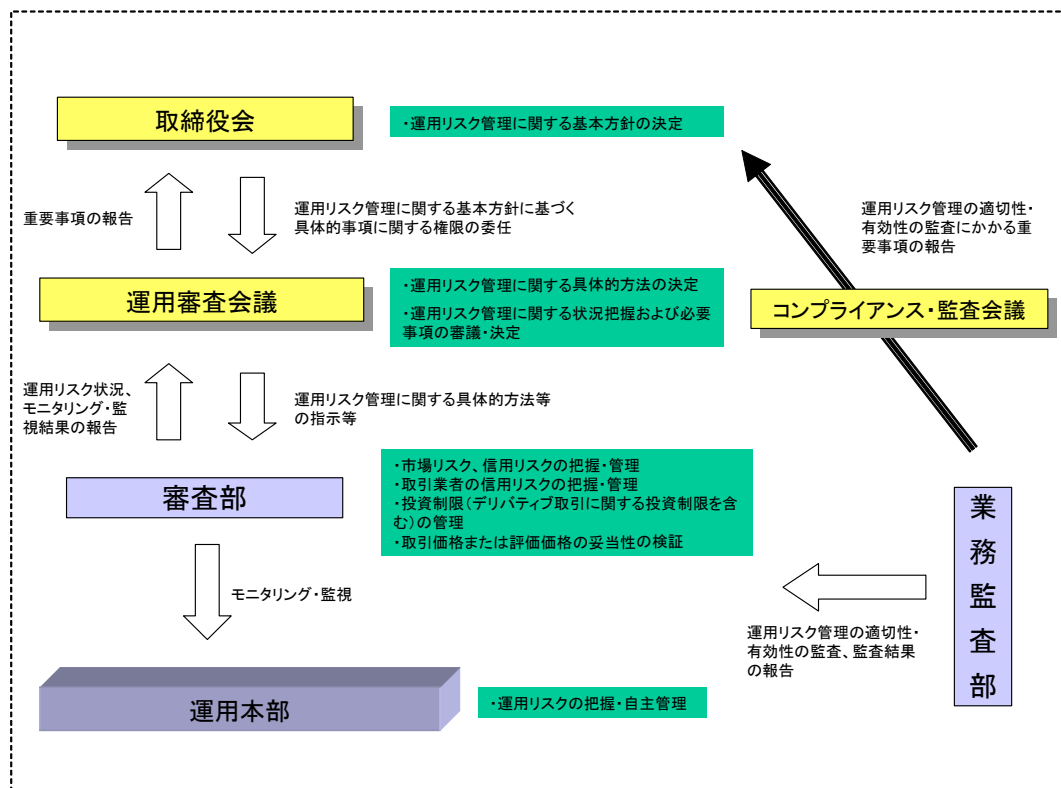 取締役会
・運用リスク管理に関する基本方針の決定
重要事項の報告
運用リスク管理に関する基本方針に基づく
具体的事項に関する権限の委任
運用リスク管理の適切性・
有効性の監査にかかる重
要事項の報告
運用審査会議
・運用リスク管理に関する具体的方法の決定
・運用リスク管理に関する状況把握および必要
事項の審議・決定
コンプライアンス・監査会議
運用リスク状況、
モニタリング・監
視結果の報告
運用リスク管理に関する具体的方法等
の指示等
審査部
・市場リスク、信用リスクの把握・管理
・取引業者の信用リスクの把握・管理
・投資制限（デリバティブ取引に関する投資制限を含
む）の管理
・取引価格または評価価格の妥当性の検証
業
務
監
査
部
モニタリング・監視
運用リスク管理の適切性・
有効性の監査、監査結果
の報告
運用本部
・運用リスクの把握・自主管理